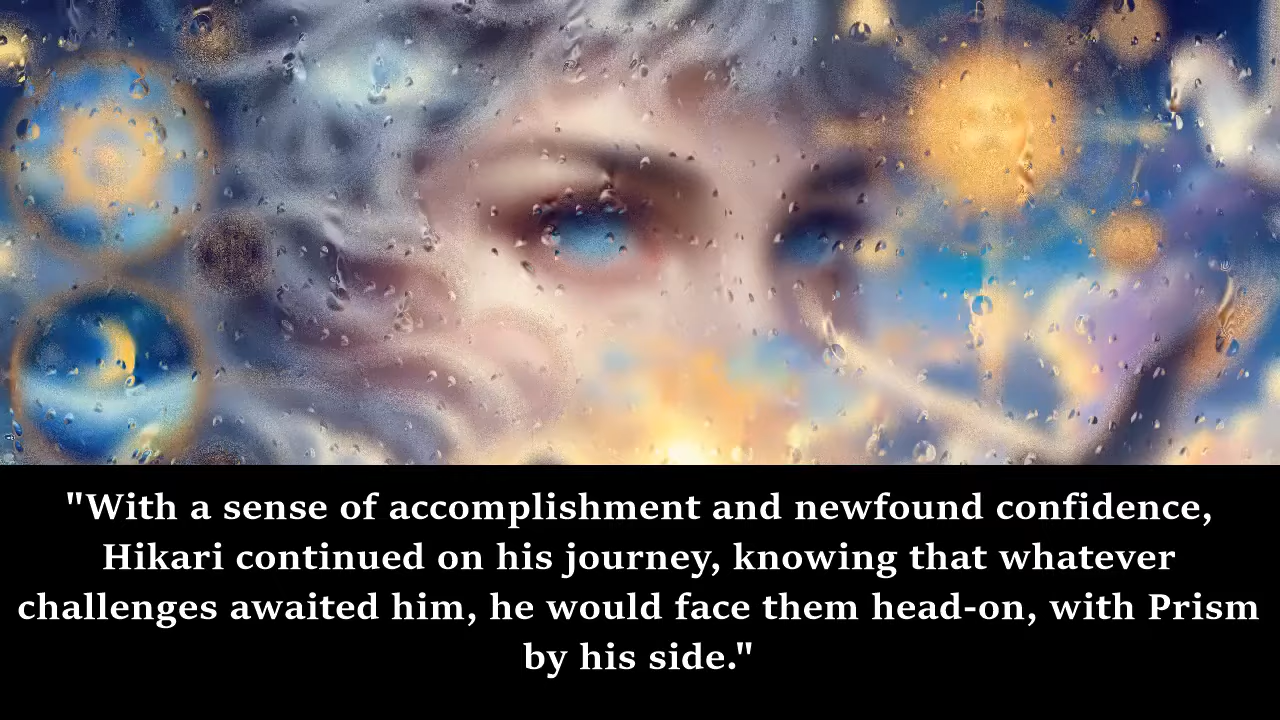 "With a sense of accomplishment and newfound confidence,
Hikari continued on his journey, knowing that whatever
challenges awaited him, he would face them head-on, with Prism
by his side."